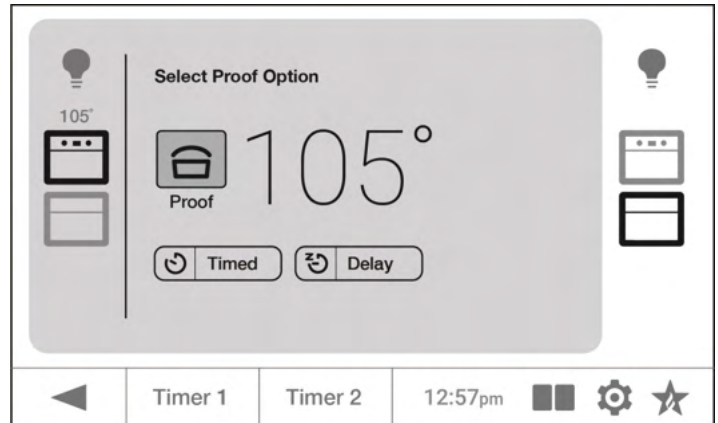 Select Proof Option
105°
105°
Proof
Timed
Delay
Timer 1
Timer 2
12:57pm